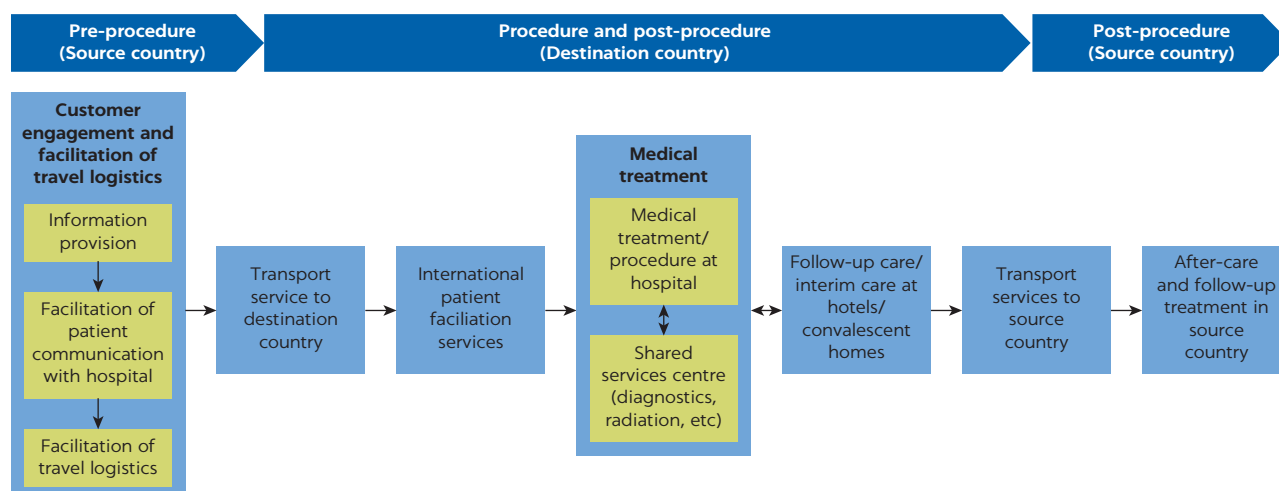 Pre-procedure
(Source country)
Procedure and post-procedure
(Destination country)
Post-procedure
(Source country)
Customer
engagement and
facilitation of
travel logistics
Information
provision
Facilitation of
patient
communication
with hospital
Facilitation of
travel logistics
Transport
service to
destination
country
International
patient
faciliation
services
Medical
treatment
Medical
treatment/
procedure at
hospital
Shared
services centre
(diagnostics,
radiation, etc)
Follow-up care/
interim care at
hotels/
convalescent
homes
Transport
services to
source
country
After-care
and follow-up
treatment in
source
country